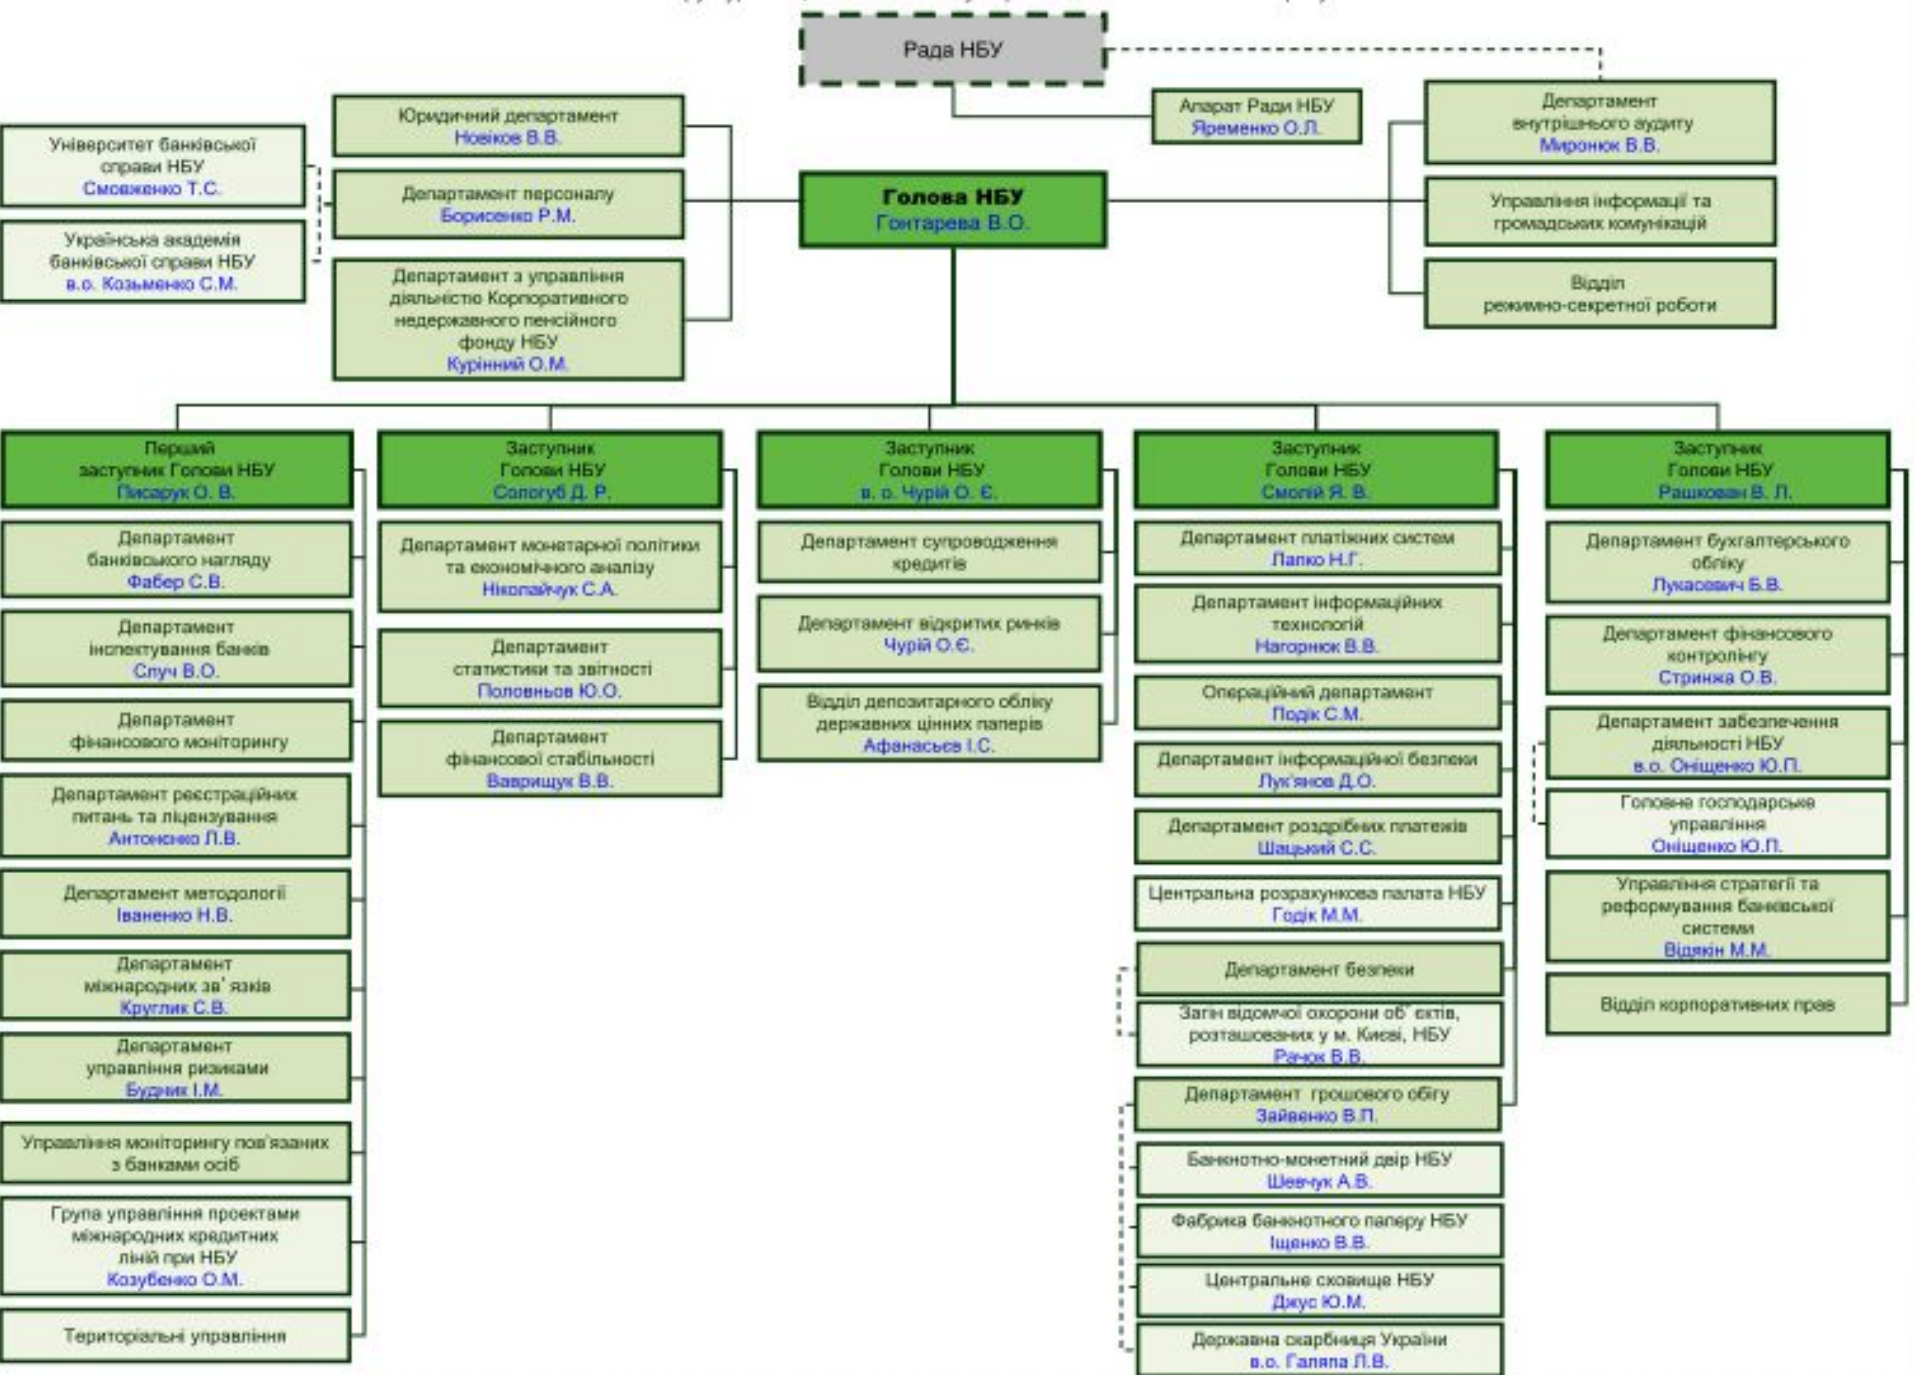 Рада НБУ
Апарат Ради НБУ
Яременко О.Л.
Департамент
внутрішнього аудиту
Миронюк В.В.
Юридичний департамент
Новіков В.В.
Університет банківської
справи НБУ
Смовженко Т.С.
Департамент персоналу
Борисенко Р.М.
Голова НБУ
Гонтарева В.О.
Управління інформації та
громадських комунікацій
Українська академія
банківської справи НБУ
в.о. Козьменко С.М.
Департамент з управління
діяльністю Корпоративного
недержавного пенсійного
фонду НБУ
Курінний О.М.
Відділ
режимно-секретної роботи
Перший
заступник Голови НБУ
Писарук О. В.
Департамент
банківського нагляду
Фабер С.В.
Департамент
інспектування банків
Случ В.О.
Департамент
фінансового моніторингу
Департамент реєстраційних
питань та ліцензування
Антоненко Л.В.
Департамент методології
Іваненко Н.В.
Департамент
міжнародних зв' язків
Круглик С.В.
Департамент
управління ризиками
Будник І.М.
Управління моніторингу пов'язаних
з банками осіб
Група управління проектами
міжнародних кредитних
ліній при НБУ
Козубенко О.М.
Територіальні управління
Заступник
Голови НБУ
Сологуб Д. Р.
Департамент монетарної політики
та економічного аналізу
Ніколайчук С.А.
Департамент
статистики та звітності
Половньов Ю.О.
Департамент
фінансової стабільності
Ваврищук В.В.
Заступник
Голови НБУ
в. о. Чурій О. Є.
Департамент супроводження
кредитів
Департамент відкритих ринків
Чурій О.Є.
Відділ депозитарного обліку
державних цінних паперів
Афанасьєв І.С.
Заступник
Голови НБУ
Смолій Я. В.
Департамент платіжних систем
Лапко Н.Г.
Департамент інформаційних
технологій
Нагорнюк В.В.
Операційний департамент
Подік С.М.
Департамент інформаційної безпеки
Лук'янов Д.О.
Департамент роздрібних платежів
Шацький С.С.
Центральна розрахункова палата НБУ
Годік М.М.
Департамент безпеки
Загін відомчої охорони об' єктів,
розташованих у м. Києві, НБУ
Рачок В.В.
Департамент грошового обігу
Зайвенко В.П.
Банкнотно-монетний двір НБУ
Шевчук А.В.
Фабрика банкнотного паперу НБУ
Іщенко В.В.
Центральне сховище НБУ
Джус Ю.М.
Державна скарбниця України
в.о. Галяпа Л.В.
Заступник
Голови НБУ
Рашкован В. Л.
Департамент бухгалтерського
обліку
Лукасевич Б.В.
Департамент фінансового
контролінгу
Стринжа О.В.
Департамент забезпечення
діяльності НБУ
в.о. Оніщенко Ю.П.
Головне господарське
управління
Оніщенко Ю.П.
Управління стратегії та
реформування банківської
системи
Відякін М.М.
Відділ корпоративних прав